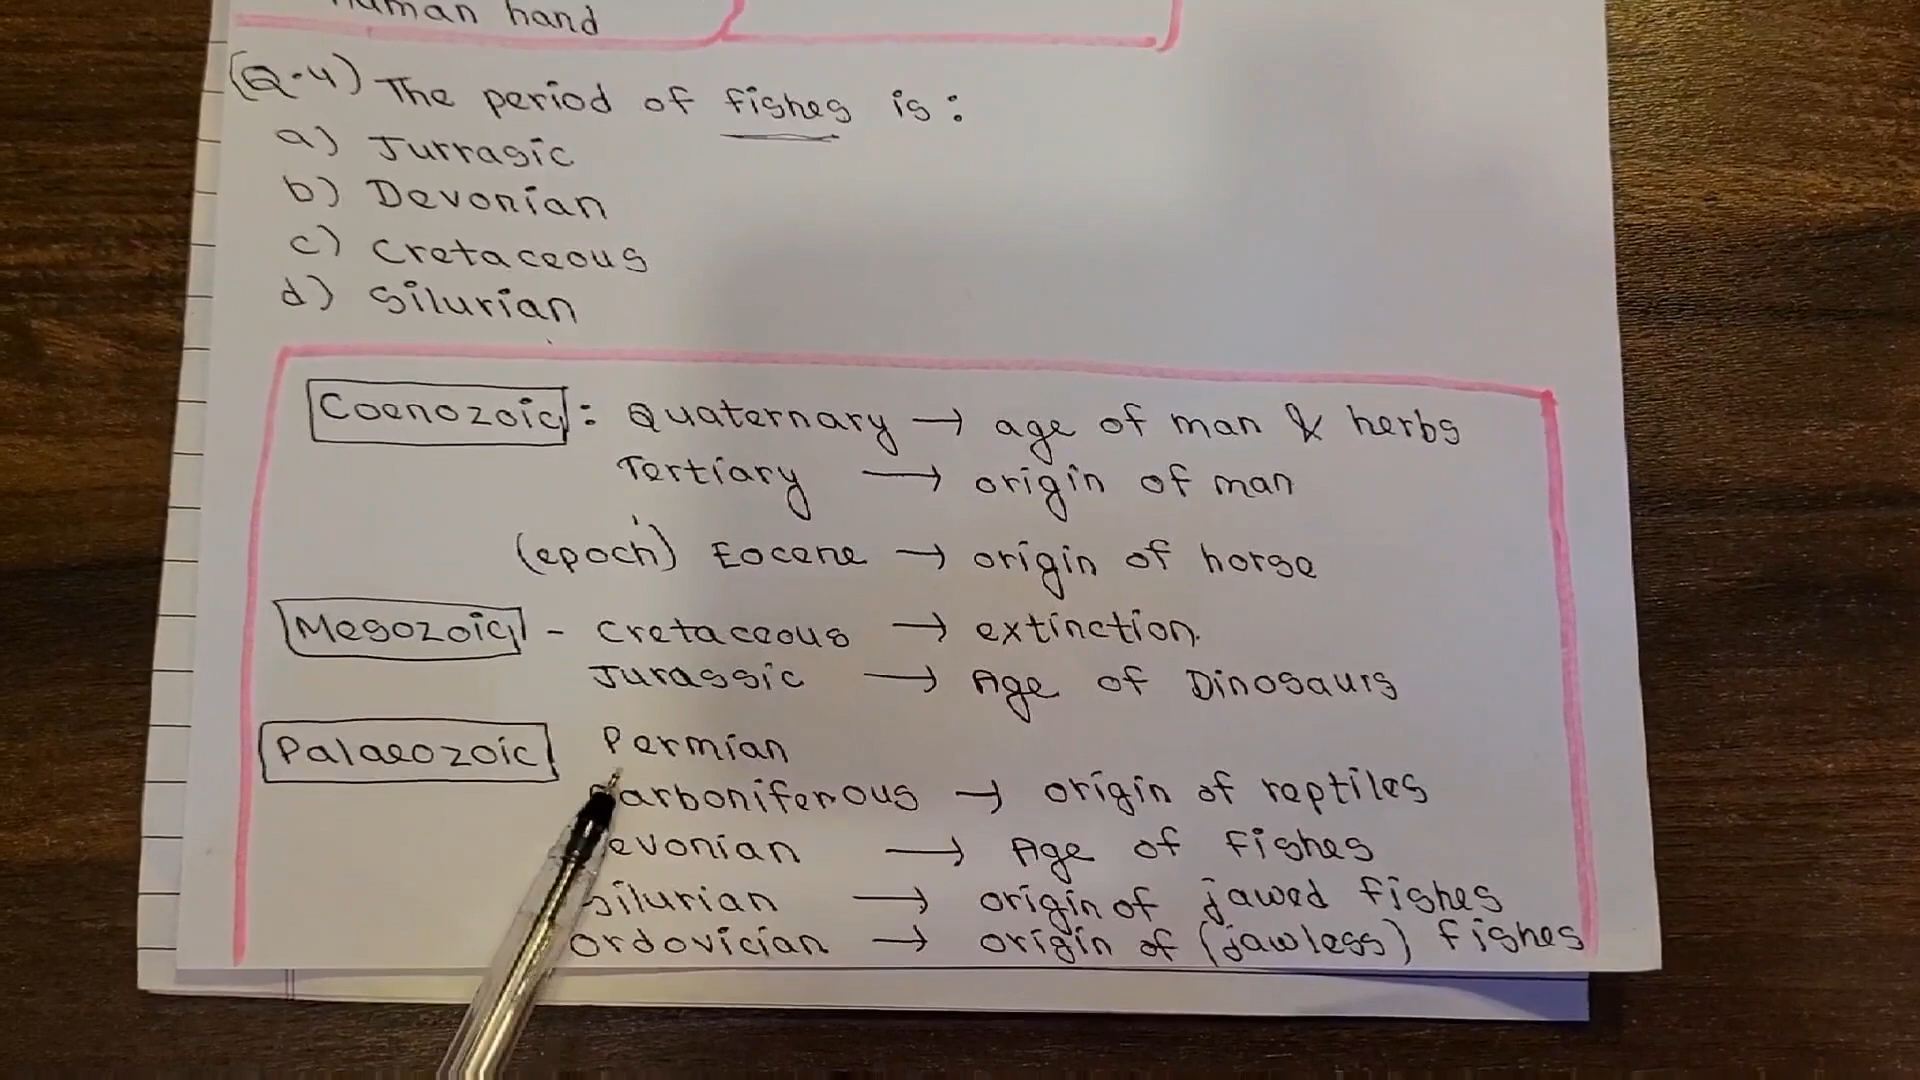 human hand
(Q-4) The period of fishes is:
a) Jurrasic
b) Devonian
c) Cretaceous
d) Silurian
Coenozoic : Quaternary → age of man & herbs
Tertiary → origin of man
(epoch) Eocene → origin of horse
Mesozoic - Cretaceous → extinction.
Jurassic → Age of Dinosaurs
Palaeozoic Permian
arboniferous → origin of reptiles
evonian → Age of fishes
Silurian → origin of jawed fishes
Ordovician → origin of (jawless) fishes